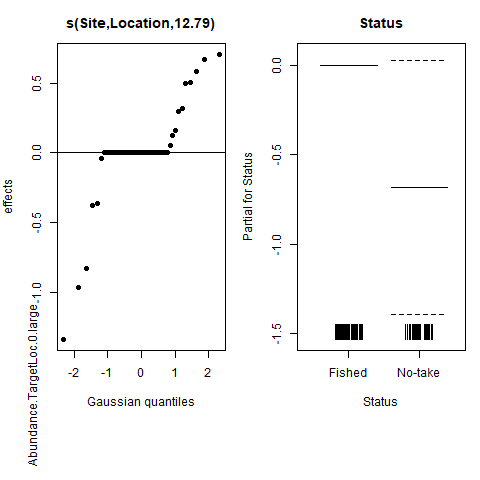 s(Site,Location,12.79)
effects
Abundance.TargetLoc.0.large
0.5
0.0
-0.5
-1.0
-2
-1
0
1
2
Gaussian quantiles
Status
Partial for Status
0.0
-0.5
-1.0
-1.5
Fished
No-take
Status